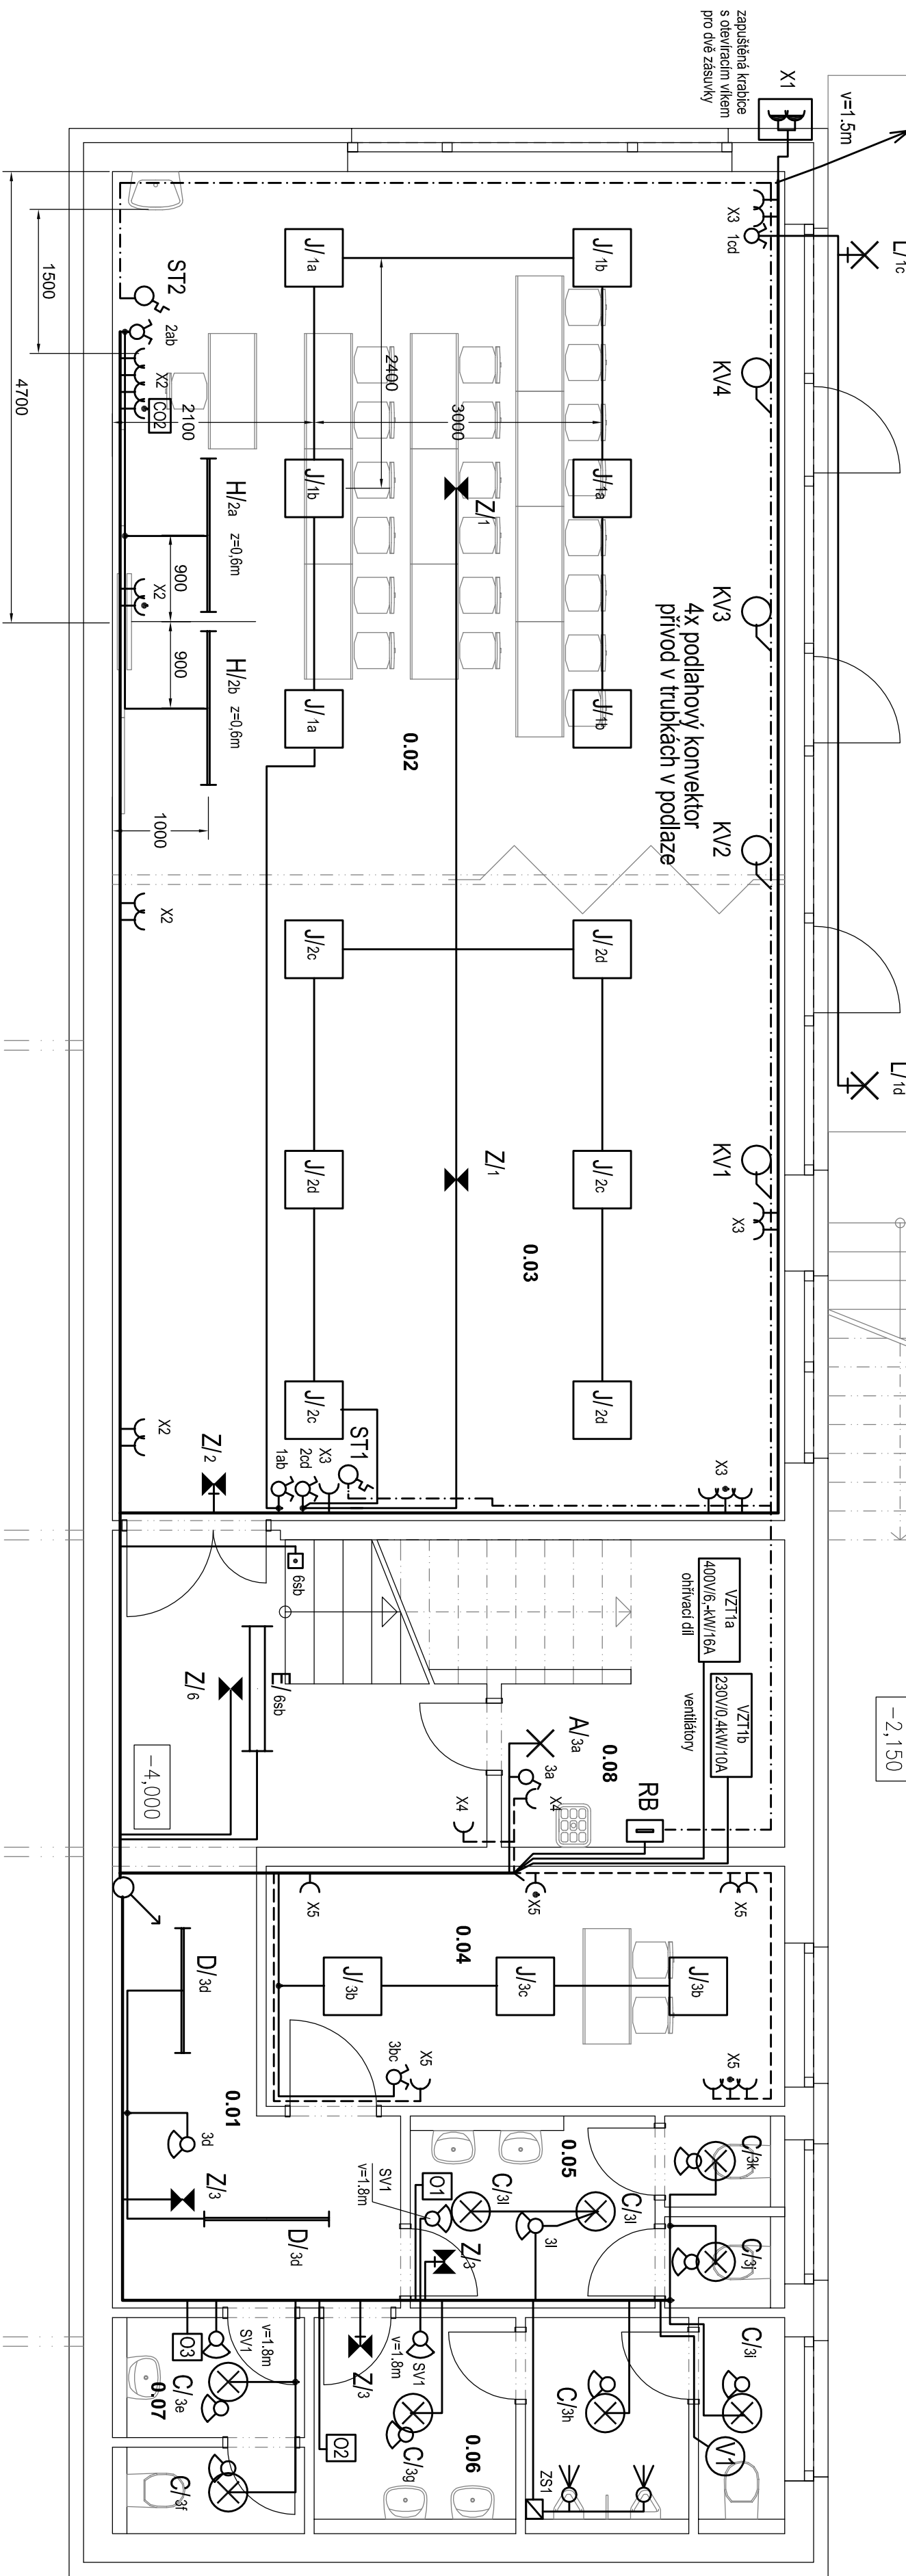 zapuštěná krabice
s otevíracím víkem
pro dvě zásuvky
X1
v=1.5m
L/1c
X3
1cd
KV4
KV3
4x podlahový konvektor
přívod v trubkách v podlaze
KV2
L/1d
KV1
X3
J/1b
J/1a
J/1b
J/1a
J/1b
J/1a
2400
3000
2100
Z/1
ST2
2ab
X2
CO2
1500
4700
H/2a
z=0,6m
900
X2
900
H/2b
z=0,6m
1000
0.02
X2
J/2d
J/2c
J/2d
J/2c
J/2d
J/2c
Z/1
0.03
ST1
X3
2cd
1ab
X3
X2
Z/2
6sb
E/6sb
Z/6
-4,000
-2,150
VZT1a
400V/6,-kW/16A
ohřívací díl
VZT1b
230V/0,4kW/10A
ventilátory
0.08
A/3a
3a
X4
X4
RB
X5
X5
X5
0.04
J/3b
J/3c
J/3b
3bc
X5
X5
D/3d
0.01
3d
Z/3
D/3d
0.05
SV1
v=1.8m
O1
C/3l
C/3l
3l
Z/3
C/3k
C/3j
C/3i
V1
C/3h
ZS1
0.06
C/3g
SV1
v=1.8m
Z/3
O2
O3
SV1
v=1.8m
C/3e
0.07
C/3f